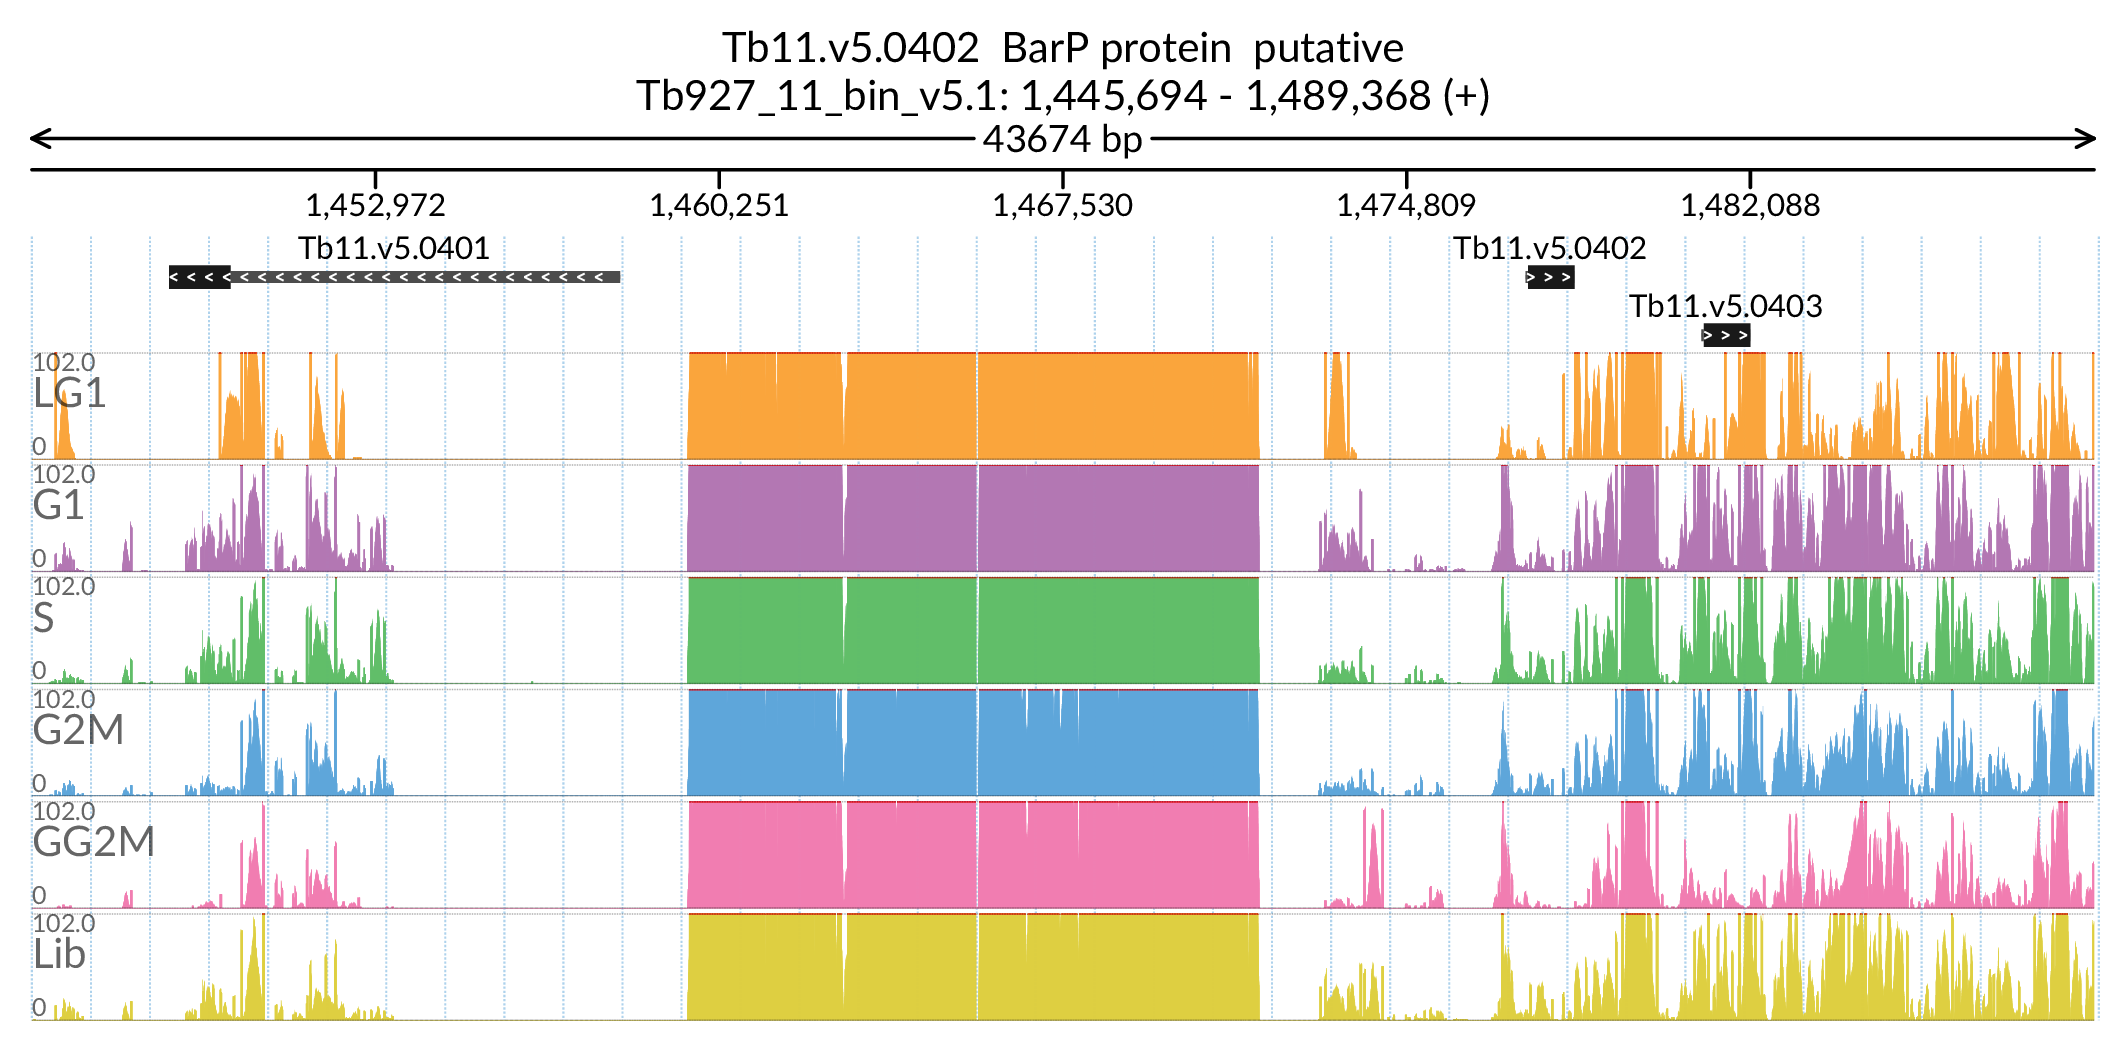 Tb11.v5.0402  BarP protein  putative
Tb927_11_bin_v5.1: 1,445,694 - 1,489,368 (+)
43674 bp
1,452,972 1,460,251 1,467,530 1,474,809 1,482,088
Tb11.v5.0401 Tb11.v5.0402
Tb11.v5.0403
102.0
LG1
0
102.0
G1
0
102.0
S
0
102.0
G2M
0
102.0
GG2M
0
102.0
Lib
0